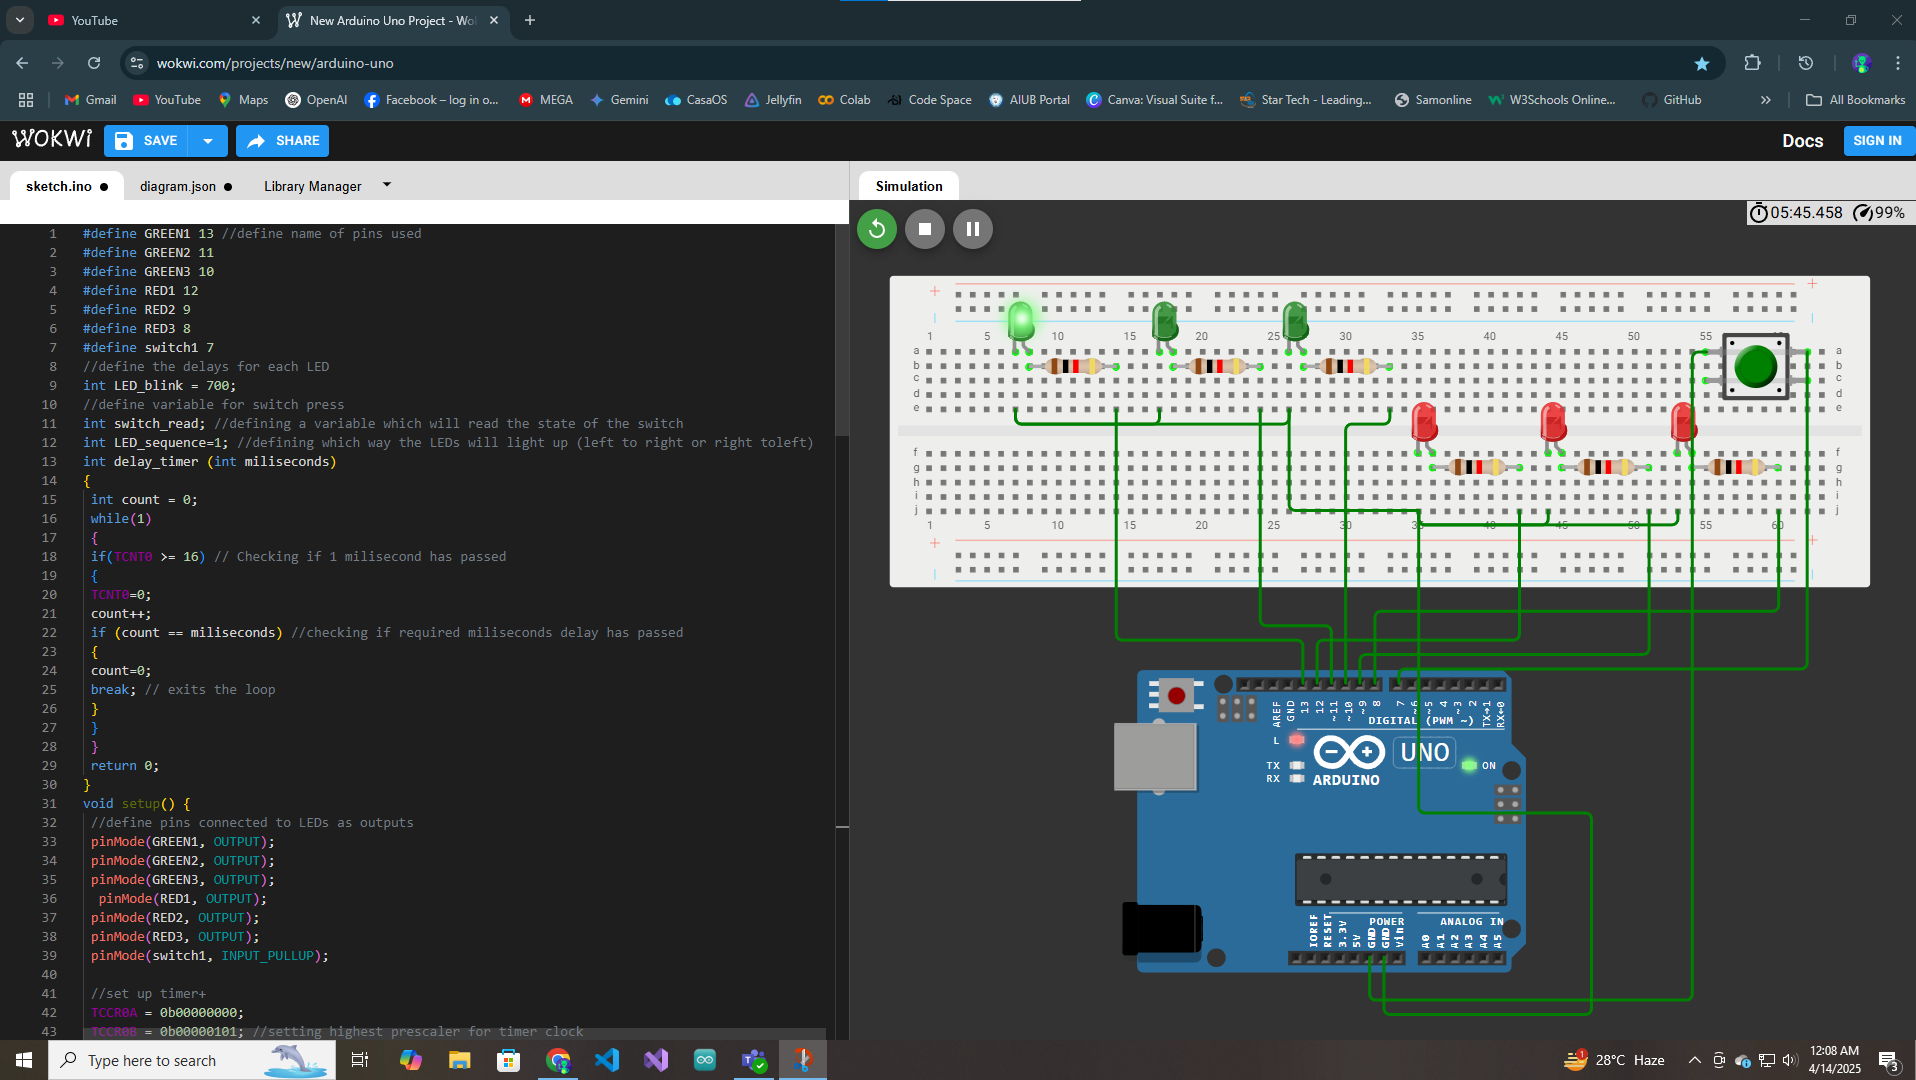 YouTube
New Arduino Uno Project - Wo
wokwi.com/projects/new/arduino-uno
Gmail YouTube Maps OpenAI Facebook – log in o... MEGA Gemini CasaOS Jellyfin Colab Code Space AIUB Portal Canva: Visual Suite f... Star Tech - Leading... Samonline W3Schools Online... GitHub » All Bookmarks
WOKWi SAVE SHARE Docs SIGN IN
sketch.ino ● diagram.json ● Library Manager
Simulation
05:45.458 99%
1 #define GREEN1 13 //define name of pins used
2 #define GREEN2 11
3 #define GREEN3 10
4 #define RED1 12
5 #define RED2 9
6 #define RED3 8
7 #define switch1 7
8 //define the delays for each LED
9 int LED_blink = 700;
10 //define variable for switch press
11 int switch_read; //defining a variable which will read the state of the switch
12 int LED_sequence=1; //defining which way the LEDs will light up (left to right or right toleft)
13 int delay_timer (int miliseconds)
14 {
15 int count = 0;
16 while(1)
17 {
18 if(TCNT0 >= 16) // Checking if 1 milisecond has passed
19 {
20 TCNT0=0;
21 count++;
22 if (count == miliseconds) //checking if required miliseconds delay has passed
23 {
24 count=0;
25 break; // exits the loop
26 }
27 }
28 }
29 return 0;
30 }
31 void setup() {
32 //define pins connected to LEDs as outputs
33 pinMode(GREEN1, OUTPUT);
34 pinMode(GREEN2, OUTPUT);
35 pinMode(GREEN3, OUTPUT);
36 pinMode(RED1, OUTPUT);
37 pinMode(RED2, OUTPUT);
38 pinMode(RED3, OUTPUT);
39 pinMode(switch1, INPUT_PULLUP);
40
41 //set up timer+
42 TCCR0A = 0b00000000;
43 TCCR0B = 0b00000101; //setting highest prescaler for timer clock
1 5 10 15 20 25 30 35 40 45 50 55 60
a a
b b
c c
d d
e e
f f
g g
h h
i i
j j
1 5 10 15 20 25 30 35 40 45 50 55 60
AREF GND 13 12 ~11 ~10 ~9 8 7 ~6 ~5 4 ~3 2 TX→1 RX←0
DIGITAL (PWM ~)
L
UNO
TX ON
RX ARDUINO
POWER ANALOG IN
IOREF RESET 3.3V 5V GND GND Vin A0 A1 A2 A3 A4 A5
Type here to search
1 28°C Haze
12:08 AM
4/14/2025
3